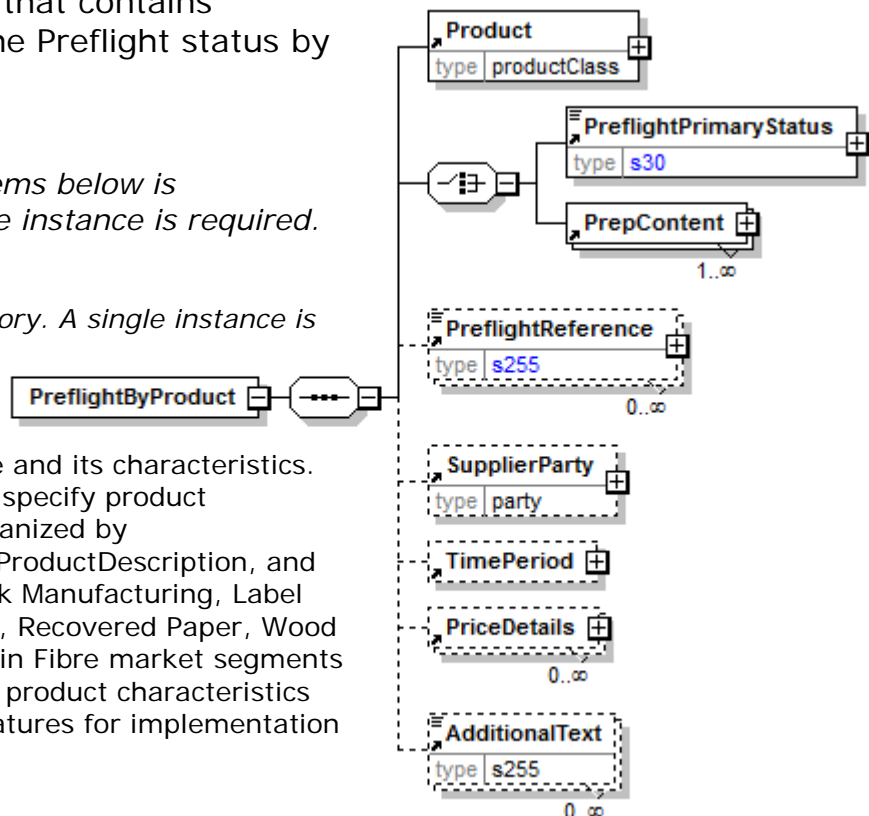 that contains
ne Preflight status by
ems below is
e instance is required.
ory. A single instance is
e and its characteristics.
specify product
anized by
ProductDescription, and
k Manufacturing, Label
, Recovered Paper, Wood
in Fibre market segments
product characteristics
atures for implementation
PreflightByProduct
Product
type productClass
PreflightPrimaryStatus
type s30
PrepContent
1..∞
PreflightReference
type s255
0..∞
SupplierParty
type party
TimePeriod
PriceDetails
0..∞
AdditionalText
type s255
0..∞